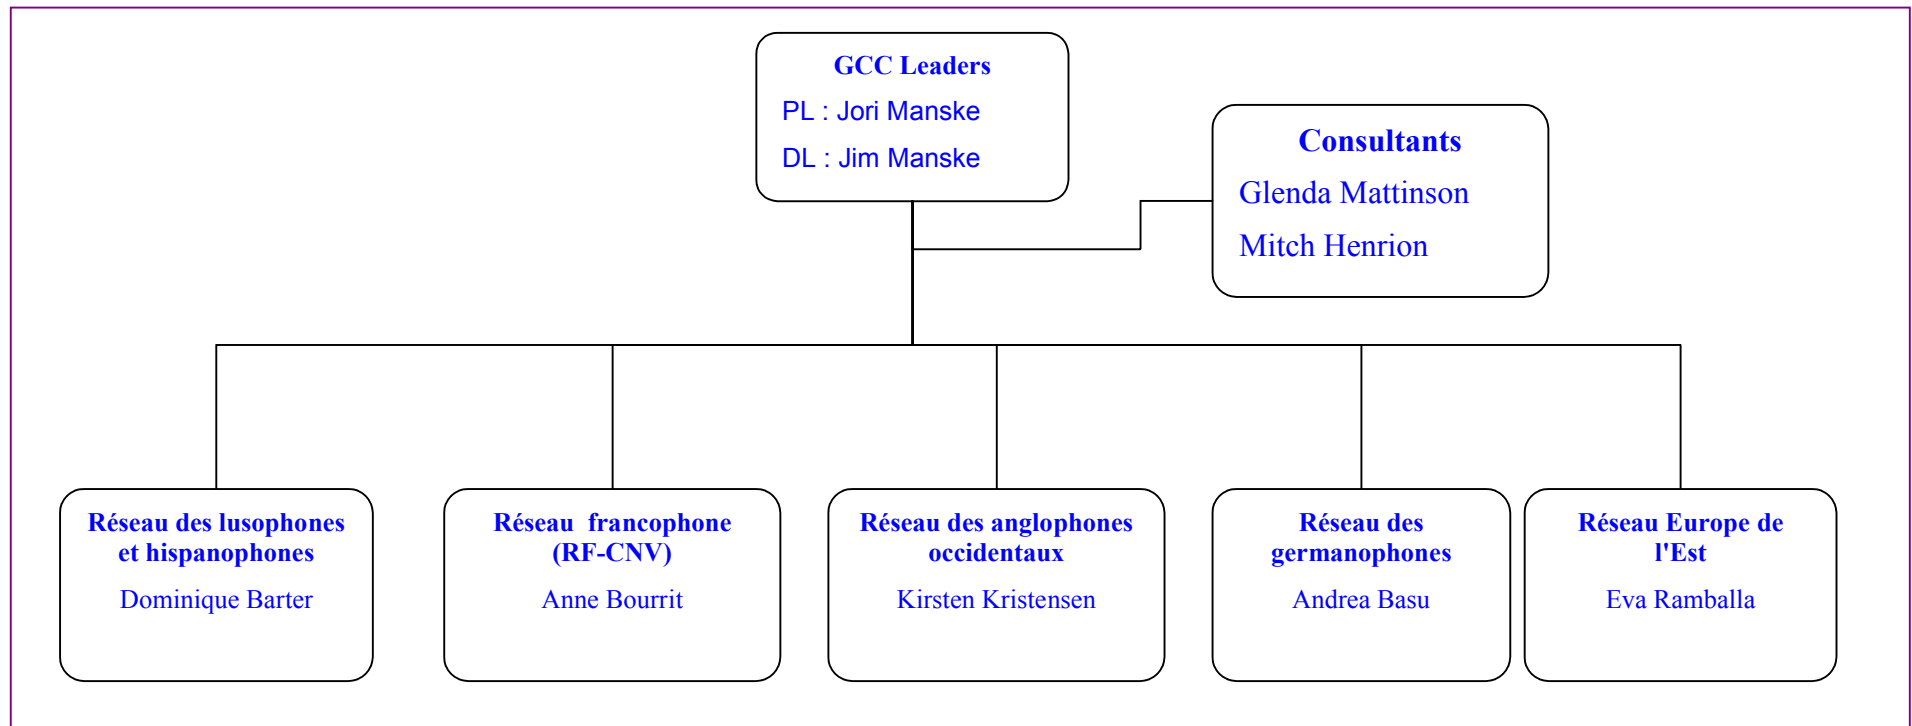 GCC Leaders
PL : Jori Manske
DL : Jim Manske
Consultants
Glenda Mattinson
Mitch Henrion
Réseau des lusophones
et hispanophones
Dominique Barter
Réseau francophone
(RF-CNV)
Anne Bourrit
Réseau des anglophones
occidentaux
Kirsten Kristensen
Réseau des
germanophones
Andrea Basu
Réseau Europe de
l'Est
Eva Ramballa